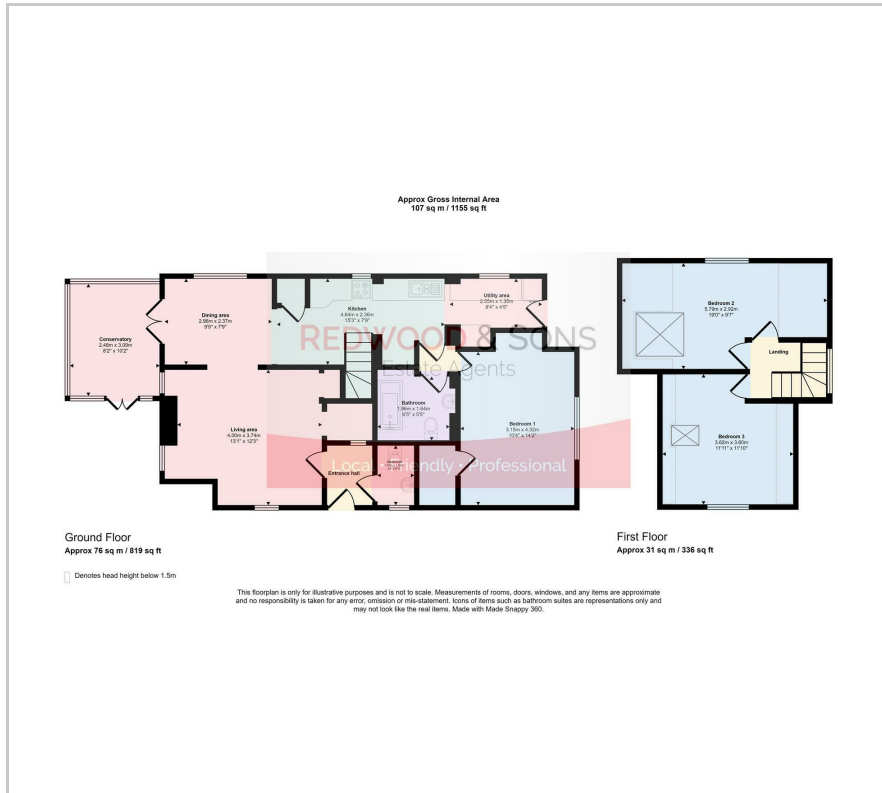 Approx Gross Internal Area
107 sq m / 1155 sq ft
Dining area
2.96m x 2.37m
9'9" x 7'9"
Kitchen
4.64m x 2.36m
15'3" x 7'9"
Utility area
2.55m x 1.35m
8'4" x 4'5"
Conservatory
2.48m x 3.09m
8'2" x 10'2"
REDWOOD & SONS
Estate Agents
Living area
4.00m x 3.74m
13'1" x 12'3"
Bathroom
1.96m x 1.64m
6'5" x 5'5"
Bedroom 1
3.15m x 4.32m
10'4" x 14'2"
Local • Friendly • Professional
Entrance hall
Bedroom 2
5.79m x 2.92m
19'0" x 9'7"
Landing
Bedroom 3
3.62m x 3.60m
11'11" x 11'10"
Ground Floor
Approx 76 sq m / 819 sq ft
First Floor
Approx 31 sq m / 336 sq ft
Denotes head height below 1.5m
This floorplan is only for illustrative purposes and is not to scale. Measurements of rooms, doors, windows, and any items are approximate
and no responsibility is taken for any error, omission or mis-statement. Icons of items such as bathroom suites are representations only and
may not look like the real items. Made with Made Snappy 360.